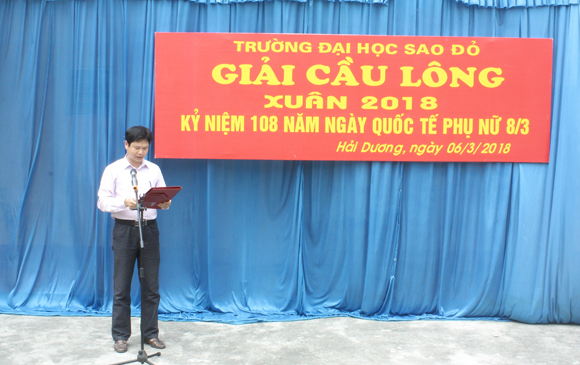 TRƯỜNG ĐẠI HỌC SAO ĐỎ
GIẢI CẦU LÔNG
XUÂN 2018
KỶ NIỆM 108 NĂM NGÀY QUỐC TẾ PHỤ NỮ 8/3
Hải Dương, ngày 06/3/2018